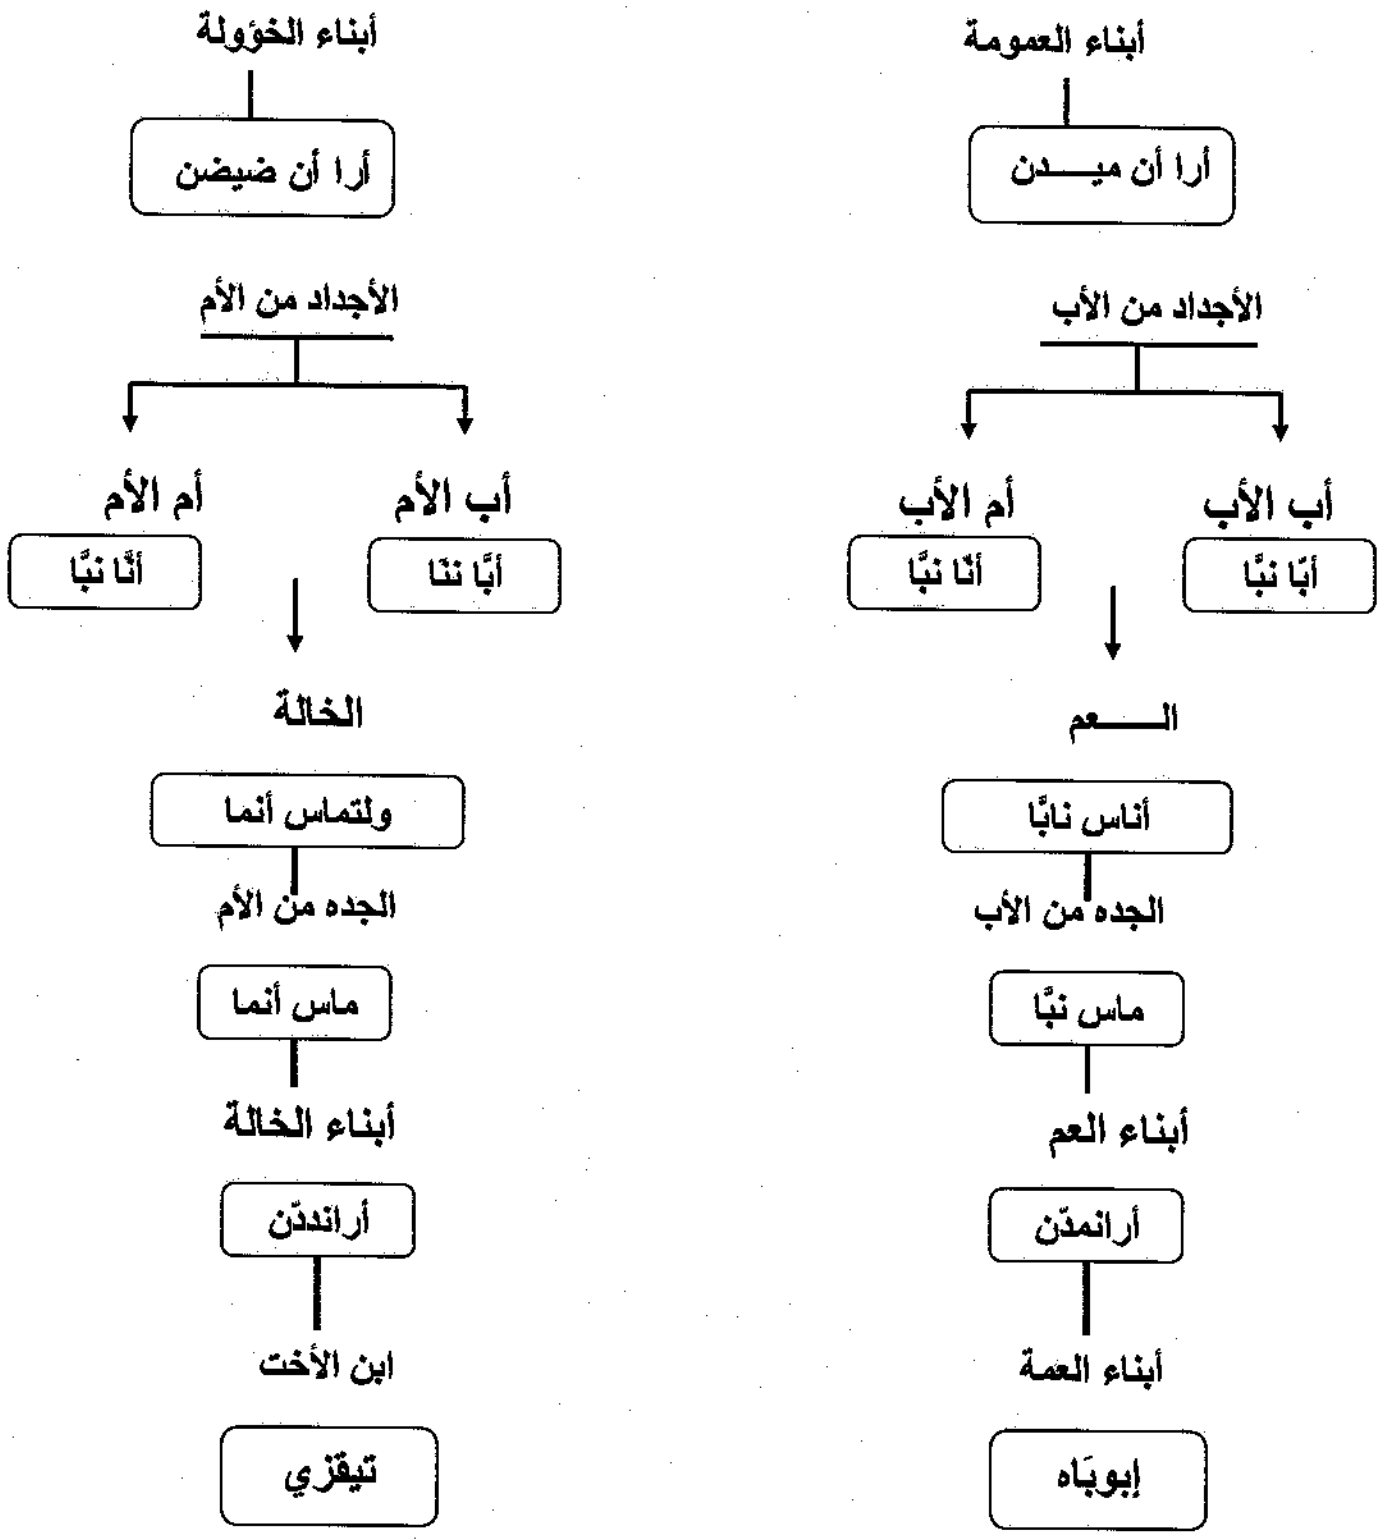 أبناء العمومة
أرا أن ميـــدن
الأجداد من الأب
أب الأب
أبّا نبَّا
أم الأب
أنّا نبَّا
الـــــعم
أناس نابَّا
الجده من الأب
ماس نبَّا
أبناء العم
أرانمدّن
أبناء العمة
إبوبَاه
أبناء الخؤولة
أرا أن ضيضن
الأجداد من الأم
أب الأم
أبَّا ننَا
أم الأم
أنَّا نبَّا
الخالة
ولتماس أنما
الجده من الأم
ماس أنما
أبناء الخالة
أرانددّن
ابن الأخت
تيقزي